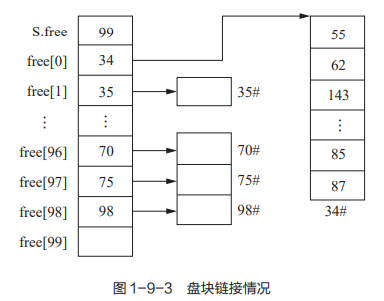 S.free 99 55
free[0] 34 62
free[1] 35 35# 143
⋮ ⋮ ⋮
free[96] 70 70# 85
free[97] 75 75# 87
free[98] 98 98# 34#
free[99]
图1-9-3 盘块链接情况